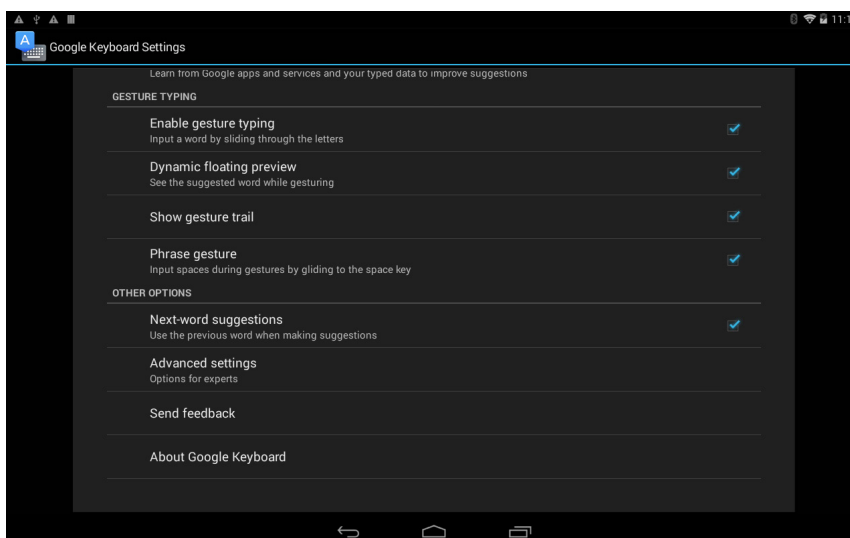 11:1
A
Google Keyboard Settings
Learn from Google apps and services and your typed data to improve suggestions
GESTURE TYPING
Enable gesture typing
Input a word by sliding through the letters
Dynamic floating preview
See the suggested word while gesturing
Show gesture trail
Phrase gesture
Input spaces during gestures by gliding to the space key
OTHER OPTIONS
Next-word suggestions
Use the previous word when making suggestions
Advanced settings
Options for experts
Send feedback
About Google Keyboard